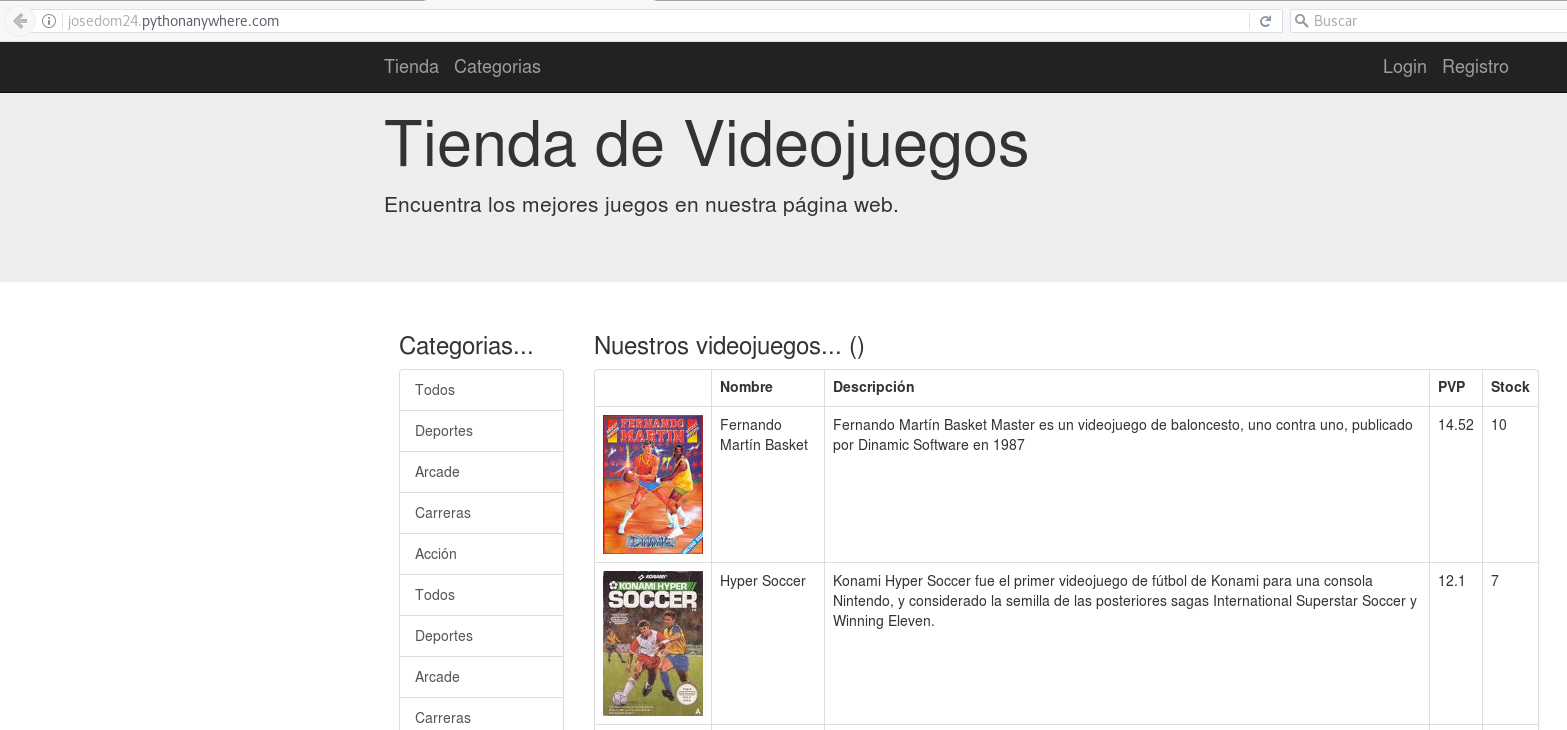 josedom24.pythonanywhere.com
Buscar
Tienda Categorias
Login Registro
Tienda de Videojuegos
Encuentra los mejores juegos en nuestra página web.
Categorias...
Todos
Deportes
Arcade
Carreras
Acción
Todos
Deportes
Arcade
Carreras
Nuestros videojuegos... ()
Nombre Descripción PVP Stock
FERNANDO
MARTIN
Fernando
Martín Basket
Fernando Martín Basket Master es un videojuego de baloncesto, uno contra uno, publicado
por Dinamic Software en 1987
14.52
10
KONAMI
KONAMI HYPER
SOCCER
A
Hyper Soccer
Konami Hyper Soccer fue el primer videojuego de fútbol de Konami para una consola
Nintendo, y considerado la semilla de las posteriores sagas International Superstar Soccer y
Winning Eleven.
12.1
7